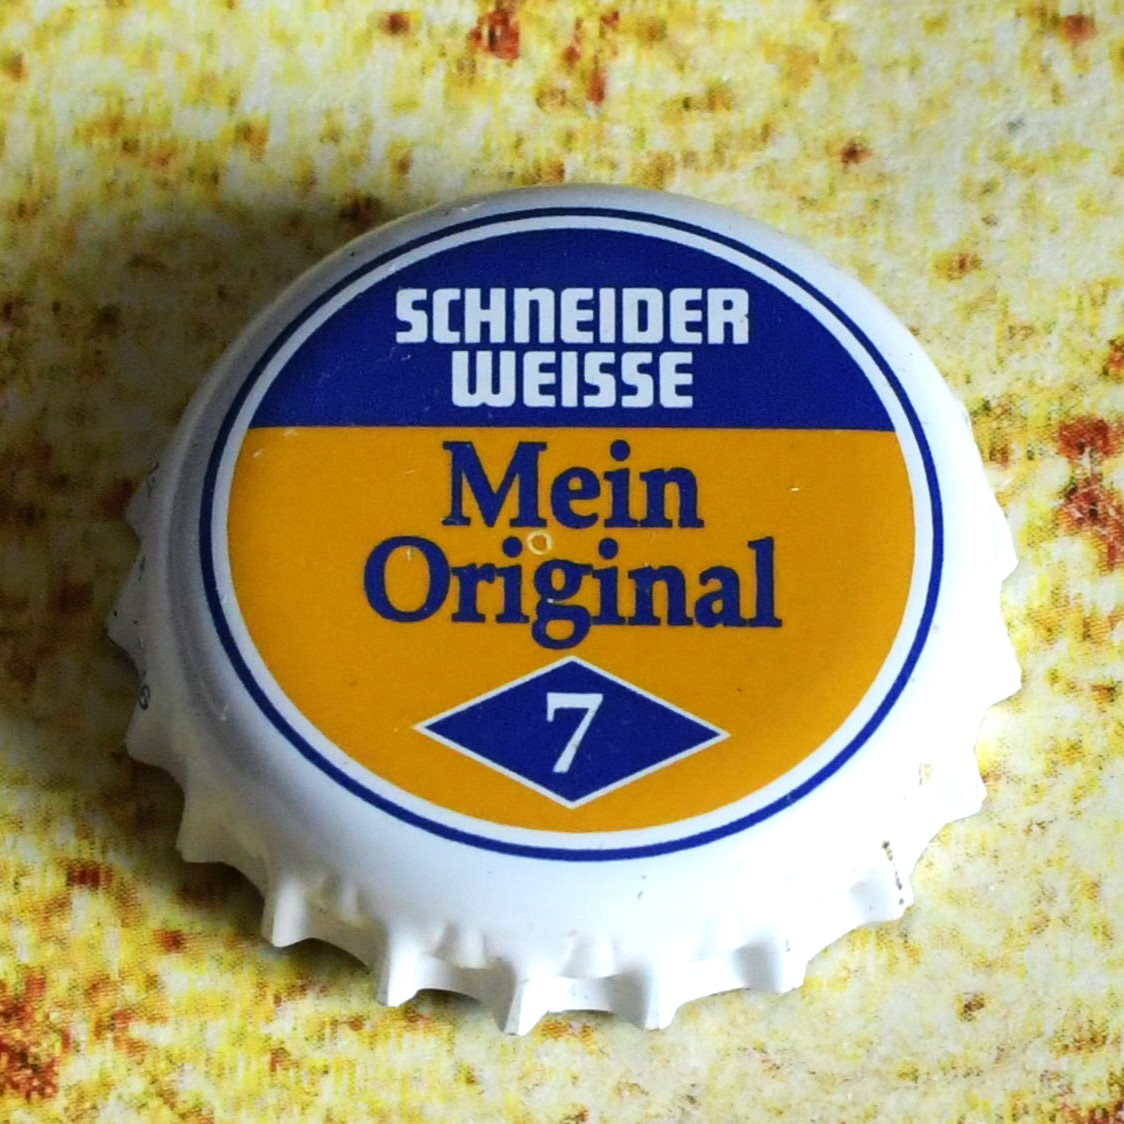 SCHNEIDER
WEISSE
Mein
Original
7